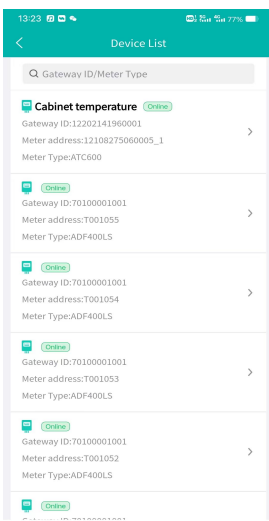 13:23 77%
Device List
Gateway ID/Meter Type
Cabinet temperature Online
Gateway ID:12202141960001
Meter address:12108275060005_1
Meter Type:ATC600
Online
Gateway ID:70100001001
Meter address:T001055
Meter Type:ADF400LS
Online
Gateway ID:70100001001
Meter address:T001054
Meter Type:ADF400LS
Online
Gateway ID:70100001001
Meter address:T001053
Meter Type:ADF400LS
Online
Gateway ID:70100001001
Meter address:T001052
Meter Type:ADF400LS
Online
Gateway ID:70100001001